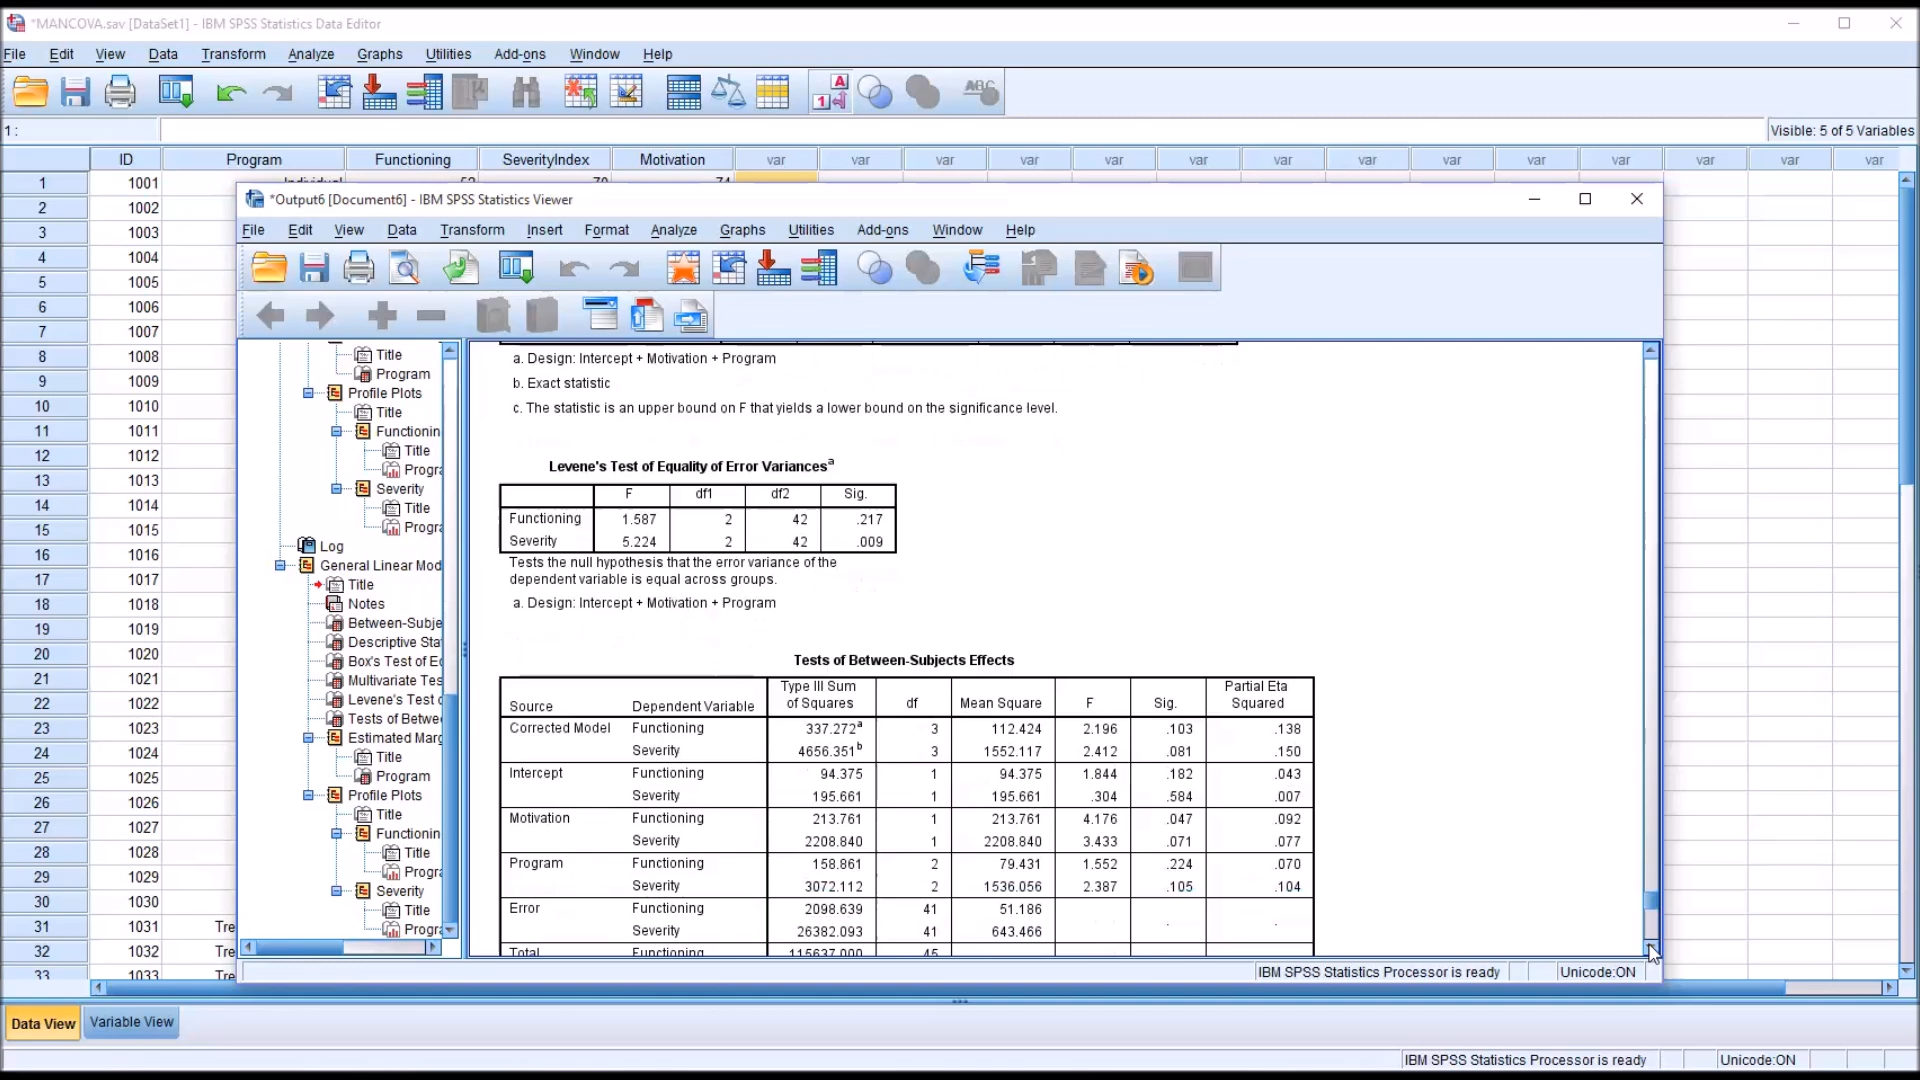 *MANCOVA.sav [DataSet1] - IBM SPSS Statistics Data Editor
File Edit View Data Transform Analyze Graphs Utilities Add-ons Window Help
1 :
Visible: 5 of 5 Variables
ID Program Functioning SeverityIndex Motivation var var var var var var var var var var var var var var
1 1001
2 1002
3 1003
4 1004
5 1005
6 1006
7 1007
8 1008
9 1009
10 1010
11 1011
12 1012
13 1013
14 1014
15 1015
16 1016
17 1017
18 1018
19 1019
20 1020
21 1021
22 1022
23 1023
24 1024
25 1025
26 1026
27 1027
28 1028
29 1029
30 1030
31 1031 Tre
32 1032 Tre
33 1033 Tre
*Output6 [Document6] - IBM SPSS Statistics Viewer
File Edit View Data Transform Insert Format Analyze Graphs Utilities Add-ons Window Help
Title
Program
Profile Plots
Title
Functionin
Title
Progra
Severity
Title
Progra
Log
General Linear Mod
Title
Notes
Between-Subje
Descriptive Sta
Box's Test of Ec
Multivariate Tes
Levene's Test o
Tests of Betwe
Estimated Marg
Title
Program
Profile Plots
Title
Functionin
Title
Progra
Severity
Title
Progra
a. Design: Intercept + Motivation + Program
b. Exact statistic
c. The statistic is an upper bound on F that yields a lower bound on the significance level.
Levene's Test of Equality of Error Variancesa
F df1 df2 Sig.
Functioning 1.587 2 42 .217
Severity 5.224 2 42 .009
Tests the null hypothesis that the error variance of the
dependent variable is equal across groups.
a. Design: Intercept + Motivation + Program
Tests of Between-Subjects Effects
Source Dependent Variable Type III Sum of Squares df Mean Square F Sig. Partial Eta Squared
Corrected Model Functioning 337.272a 3 112.424 2.196 .103 .138
Severity 4656.351b 3 1552.117 2.412 .081 .150
Intercept Functioning 94.375 1 94.375 1.844 .182 .043
Severity 195.661 1 195.661 .304 .584 .007
Motivation Functioning 213.761 1 213.761 4.176 .047 .092
Severity 2208.840 1 2208.840 3.433 .071 .077
Program Functioning 158.861 2 79.431 1.552 .224 .070
Severity 3072.112 2 1536.056 2.387 .105 .104
Error Functioning 2098.639 41 51.186
Severity 26382.093 41 643.466
Total Functioning 115637.000 45
IBM SPSS Statistics Processor is ready Unicode:ON
Data View Variable View
IBM SPSS Statistics Processor is ready Unicode:ON